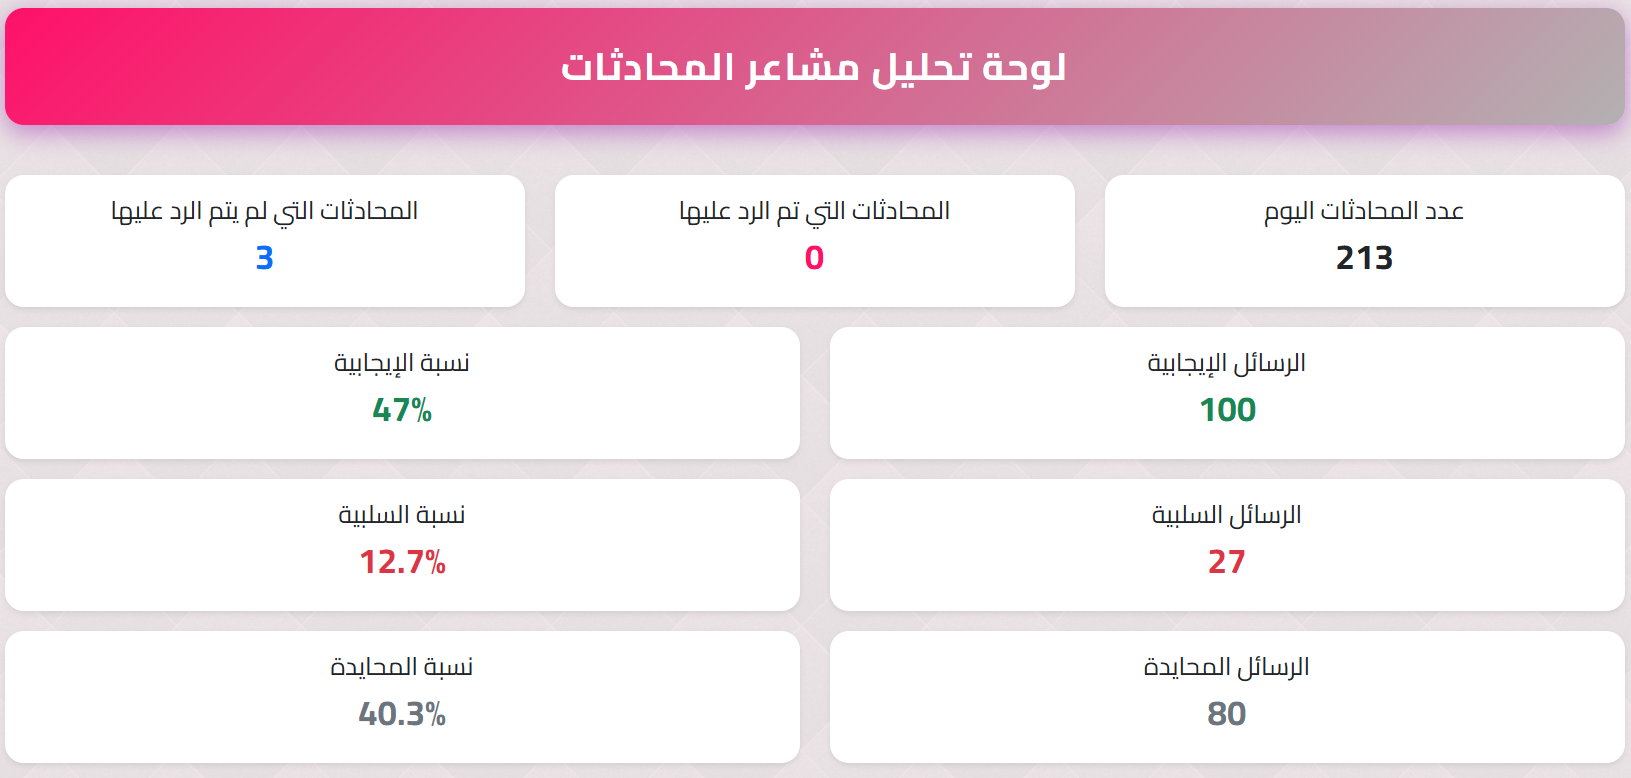 لوحة تحليل مشاعر المحادثات
عدد المحادثات اليوم
213
المحادثات التي تم الرد عليها
0
المحادثات التي لم يتم الرد عليها
3
الرسائل الإيجابية
100
نسبة الإيجابية
47%
الرسائل السلبية
27
نسبة السلبية
12.7%
الرسائل المحايدة
80
نسبة المحايدة
40.3%